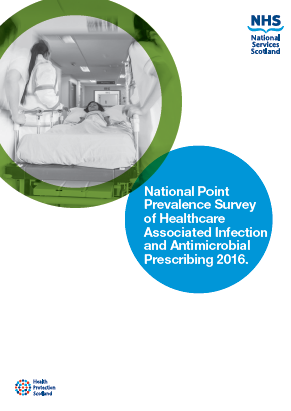 NHS
National
Services
Scotland
National Point
Prevalence Survey
of Healthcare
Associated Infection
and Antimicrobial
Prescribing 2016.
Health
Protection
Scotland